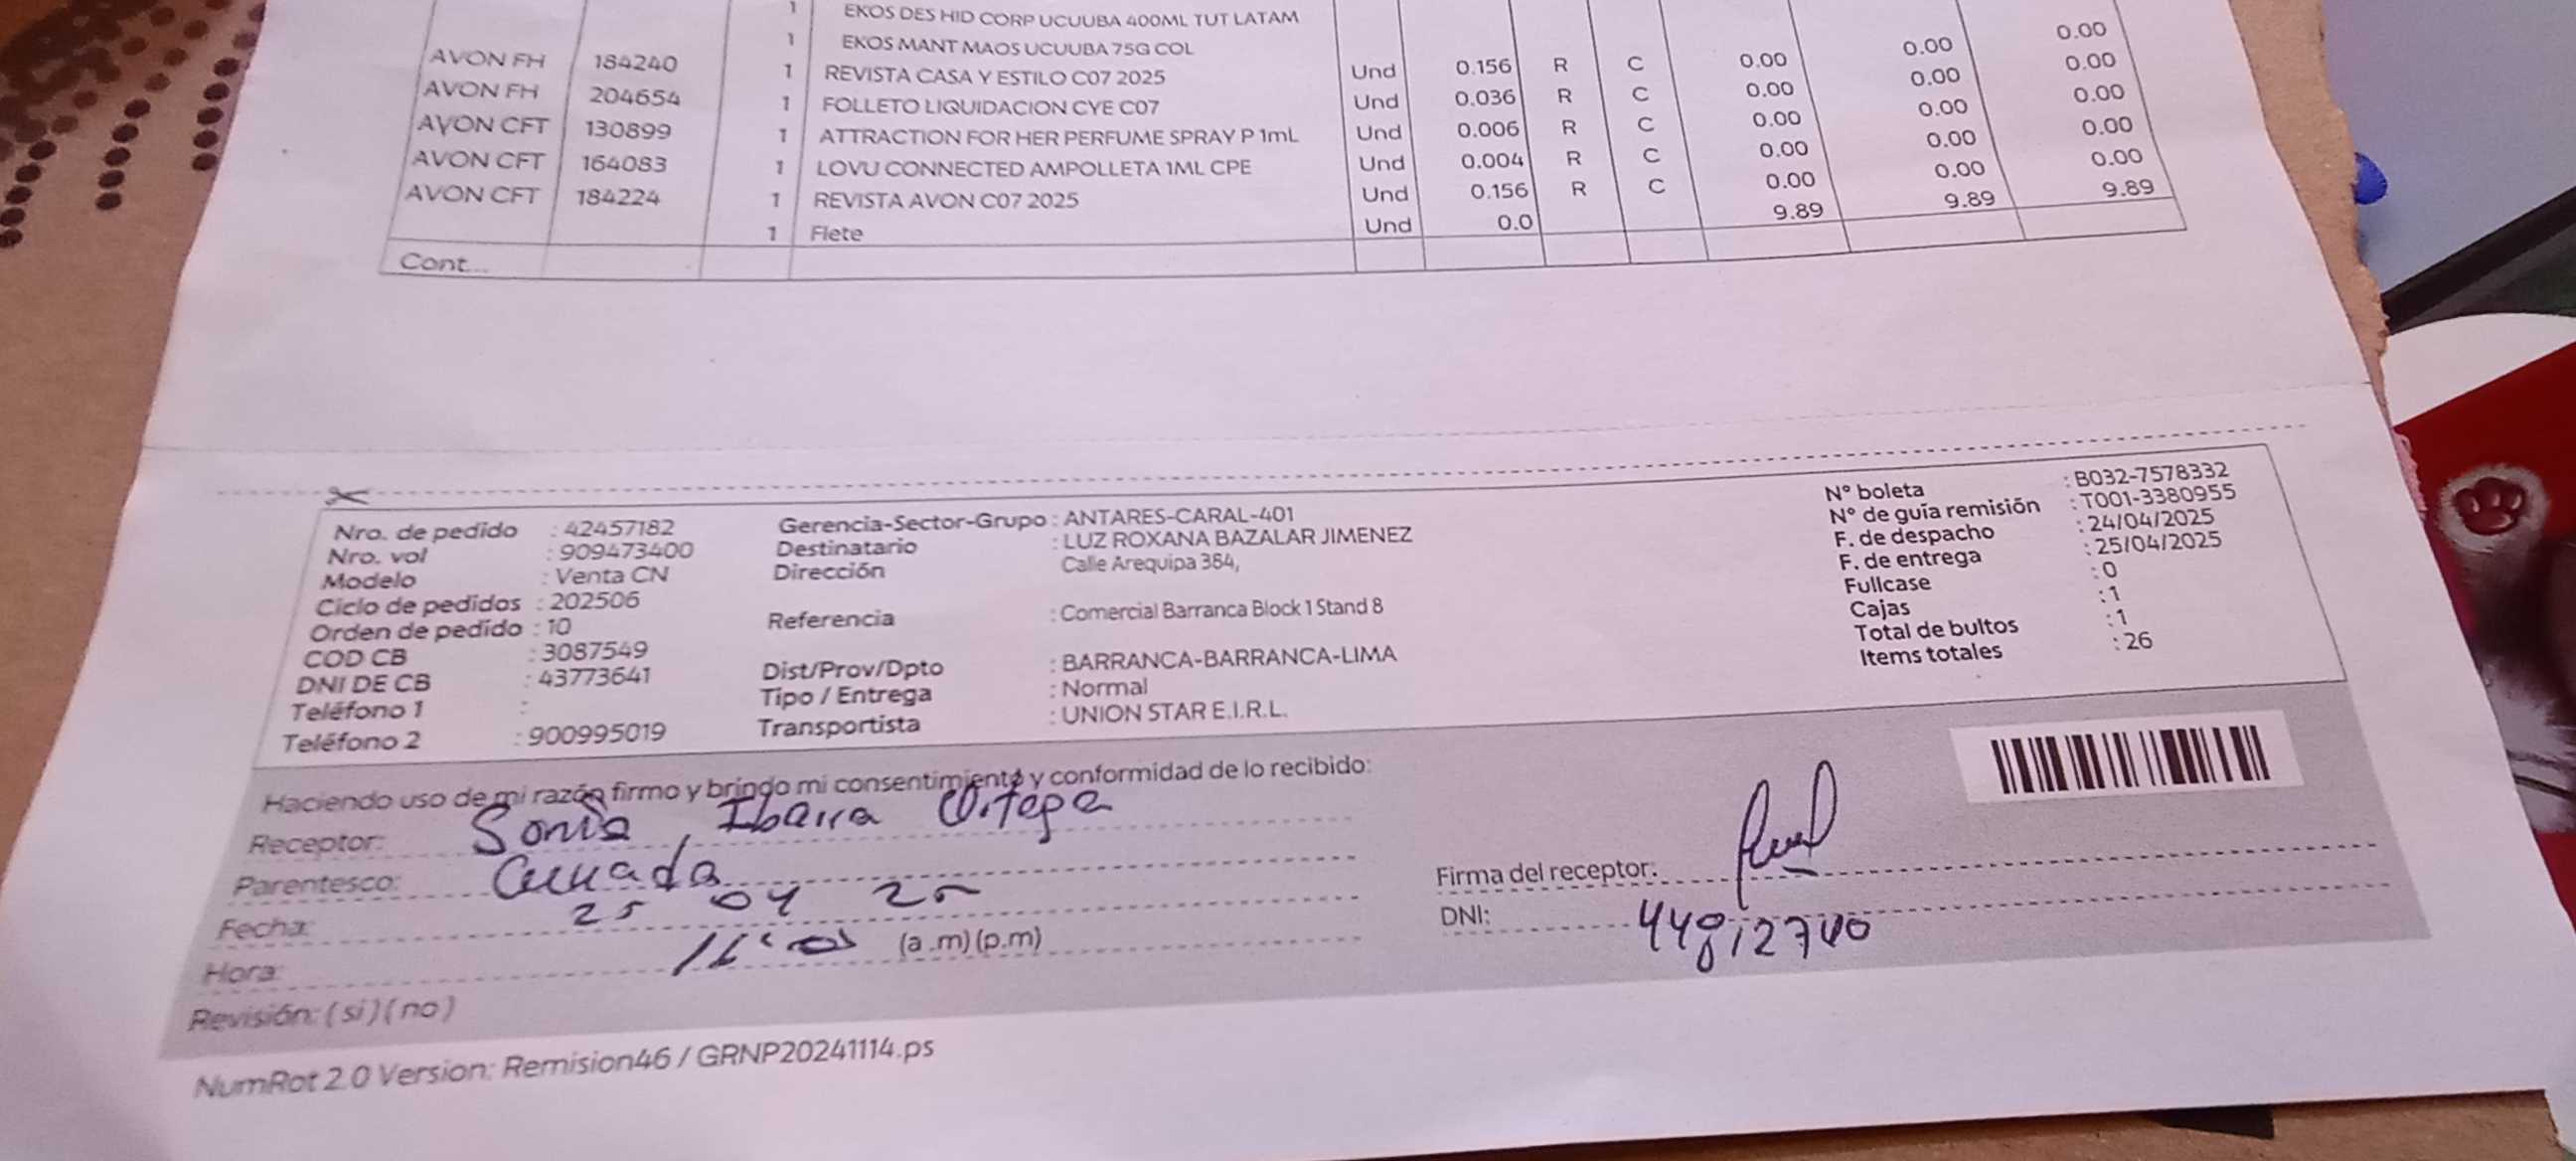 1 EKOS DES HID CORP UCUUBA 400ML TUT LATAM
1 EKOS MANT MAOS UCUUBA 75G COL 0.00 0.00
AVON FH 184240 1 REVISTA CASA Y ESTILO C07 2025 Und 0.156 R C 0.00 0.00 0.00
AVON FH 204654 1 FOLLETO LIQUIDACION CYE C07 Und 0.036 R C 0.00 0.00 0.00
AVON CFT 130899 1 ATTRACTION FOR HER PERFUME SPRAY P 1mL Und 0.006 R C 0.00 0.00 0.00
AVON CFT 164083 1 LOVU CONNECTED AMPOLLETA 1ML CPE Und 0.004 R C 0.00 0.00 0.00
AVON CFT 184224 1 REVISTA AVON C07 2025 Und 0.156 R C 0.00
1 Flete Und 0.0 9.89 9.89 9.89
Cont...
Nro. de pedido : 42457182
Nro. vol : 909473400
Modelo : Venta CN
Ciclo de pedidos : 202506
Orden de pedido : 10
COD CB : 3087549
DNI DE CB : 43773641
Teléfono 1 :
Teléfono 2 : 900995019
Gerencia-Sector-Grupo : ANTARES-CARAL-401
Destinatario : LUZ ROXANA BAZALAR JIMENEZ
Dirección Calle Arequipa 364,
Referencia : Comercial Barranca Block 1 Stand 8
Dist/Prov/Dpto : BARRANCA-BARRANCA-LIMA
Tipo / Entrega : Normal
Transportista : UNION STAR E.I.R.L.
N° boleta : B032-7578332
N° de guía remisión : T001-3380955
F. de despacho : 24/04/2025
F. de entrega : 25/04/2025
Fullcase : 0
Cajas : 1
Total de bultos : 1
Items totales : 26
Haciendo uso de mi razón firmo y brindo mi consentimiento y conformidad de lo recibido:
Receptor: Sonia Ibarra Ortega
Parentesco: Cuñada
Fecha: 25 04 25
Hora: (a.m) (p.m)
Revisión: ( si ) ( no )
Firma del receptor:
DNI: 44812740
NumRot 2.0 Version: Remision46 / GRNP20241114.ps